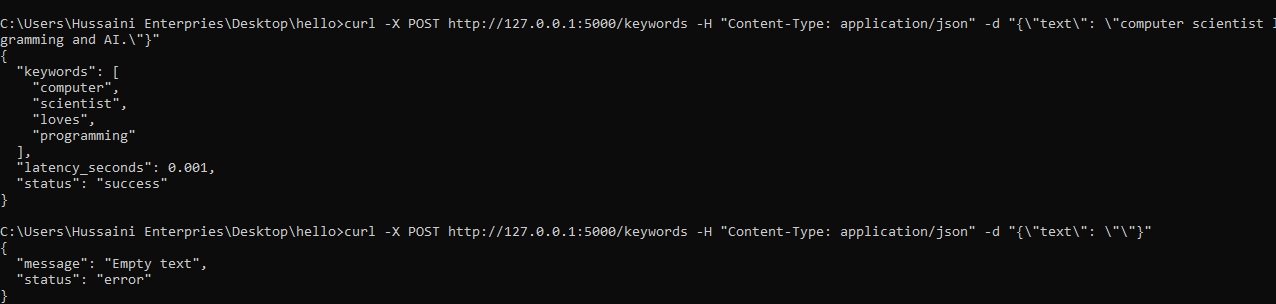 C:\Users\Hussaini Enterpries\Desktop\hello>curl -X POST http://127.0.0.1:5000/keywords -H "Content-Type: application/json" -d "{\"text\": \"computer scientist l
gramming and AI.\"}"
{
  "keywords": [
    "computer",
    "scientist",
    "loves",
    "programming"
  ],
  "latency_seconds": 0.001,
  "status": "success"
}
C:\Users\Hussaini Enterpries\Desktop\hello>curl -X POST http://127.0.0.1:5000/keywords -H "Content-Type: application/json" -d "{\"text\": \"\"}"
{
  "message": "Empty text",
  "status": "error"
}